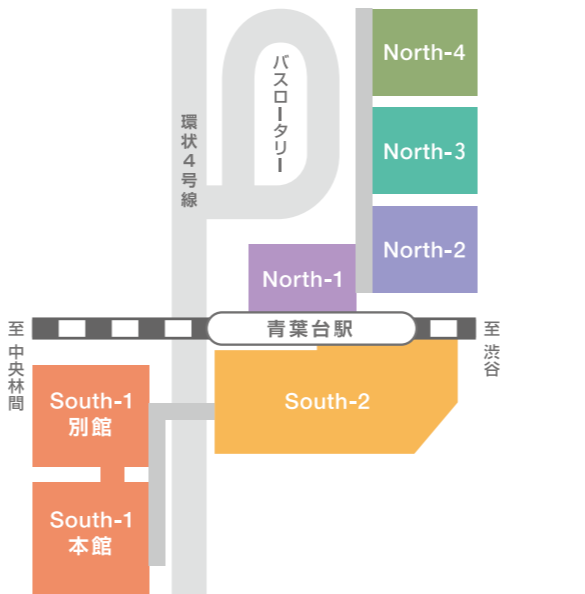 North-4
バスロータリー
環状4号線
North-3
North-2
North-1
至 中央林間
青葉台駅
至 渋谷
South-1
別館
South-2
South-1
本館